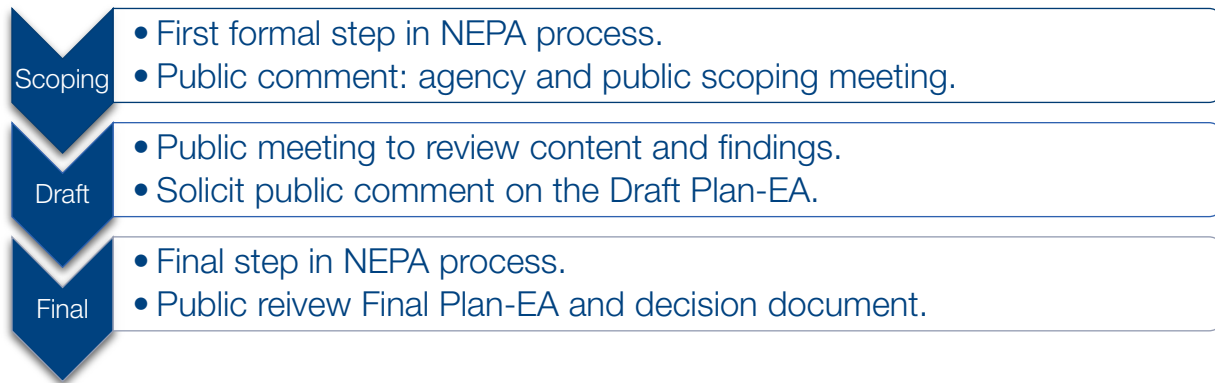 Scoping
• First formal step in NEPA process.
• Public comment: agency and public scoping meeting.
Draft
• Public meeting to review content and findings.
• Solicit public comment on the Draft Plan-EA.
Final
• Final step in NEPA process.
• Public reivew Final Plan-EA and decision document.